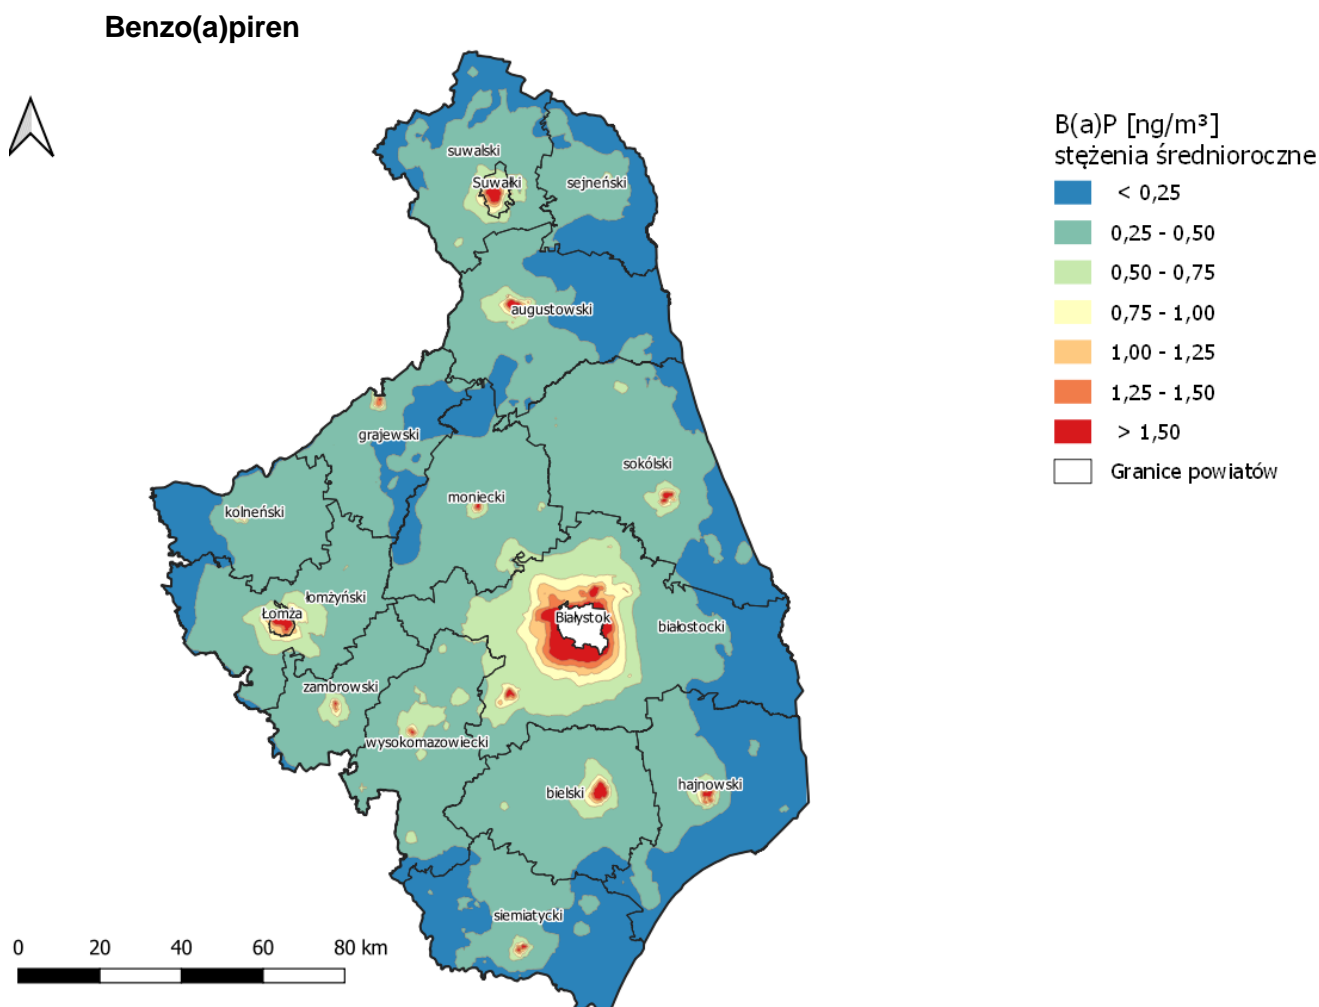 Benzo(a)piren
B(a)P [ng/m³]
stężenia średnioroczne
< 0,25
0,25 - 0,50
0,50 - 0,75
0,75 - 1,00
1,00 - 1,25
1,25 - 1,50
> 1,50
Granice powiatów
suwalski
Suwałki
sejneński
augustowski
grajewski
sokólski
moniecki
kolneński
łomżyński
Łomża
Białystok
białostocki
zambrowski
wysokomazowiecki
bielski
hajnowski
siemiatycki
0 20 40 60 80 km